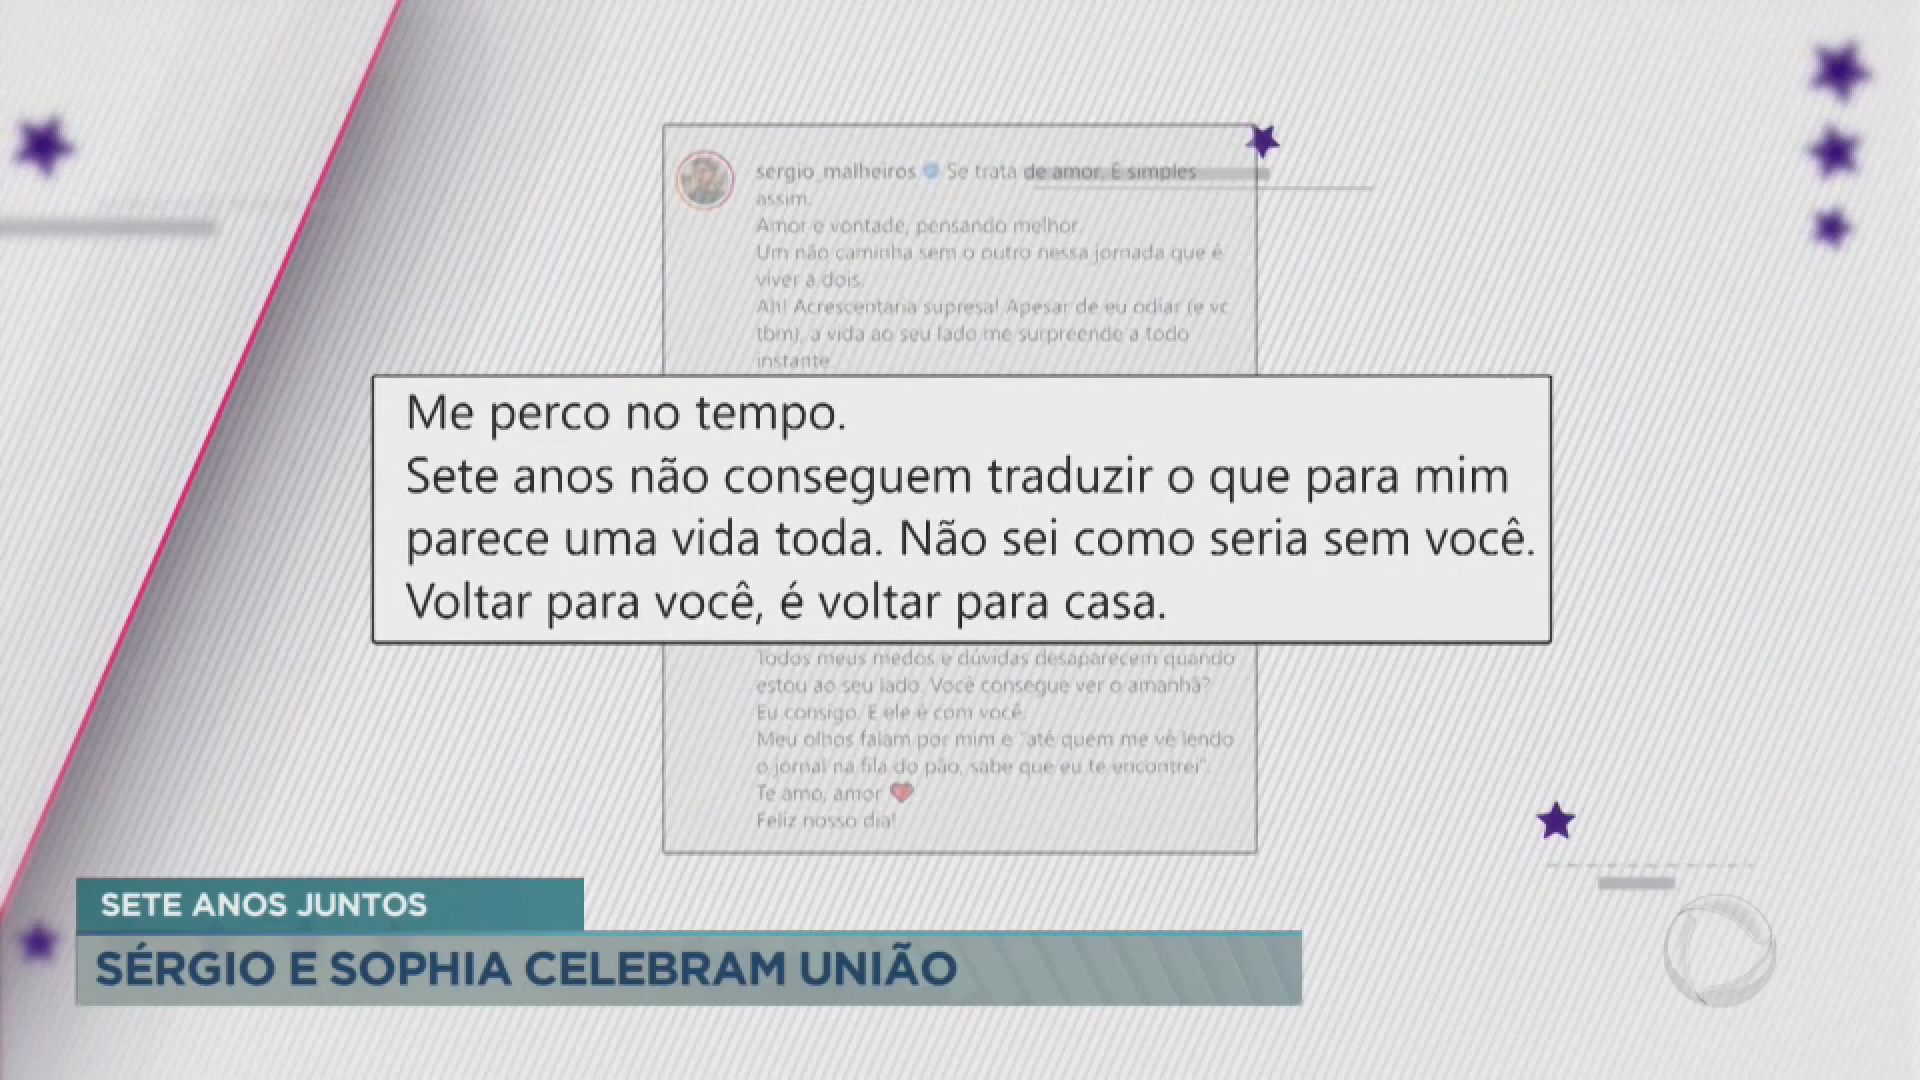 sergio_malheiros Se trata de amor. É simples
assim.
Amor e vontade, pensando melhor.
Um não caminha sem o outro nessa jornada que é
viver a dois.
Ah! Acrescentaria supresa! Apesar de eu odiar (e vc
tbm), a vida ao seu lado me surpreende a todo
instante.
Me perco no tempo.
Sete anos não conseguem traduzir o que para mim
parece uma vida toda. Não sei como seria sem você.
Voltar para você, é voltar para casa.
Todos meus medos e dúvidas desaparecem quando
estou ao seu lado. Você consegue ver o amanhã?
Eu consigo. E ele é com você.
Meu olhos falam por mim e "até quem me vê lendo
o jornal na fila do pão, sabe que eu te encontrei".
Te amo, amor ❤️
Feliz nosso dia!
SETE ANOS JUNTOS
SÉRGIO E SOPHIA CELEBRAM UNIÃO